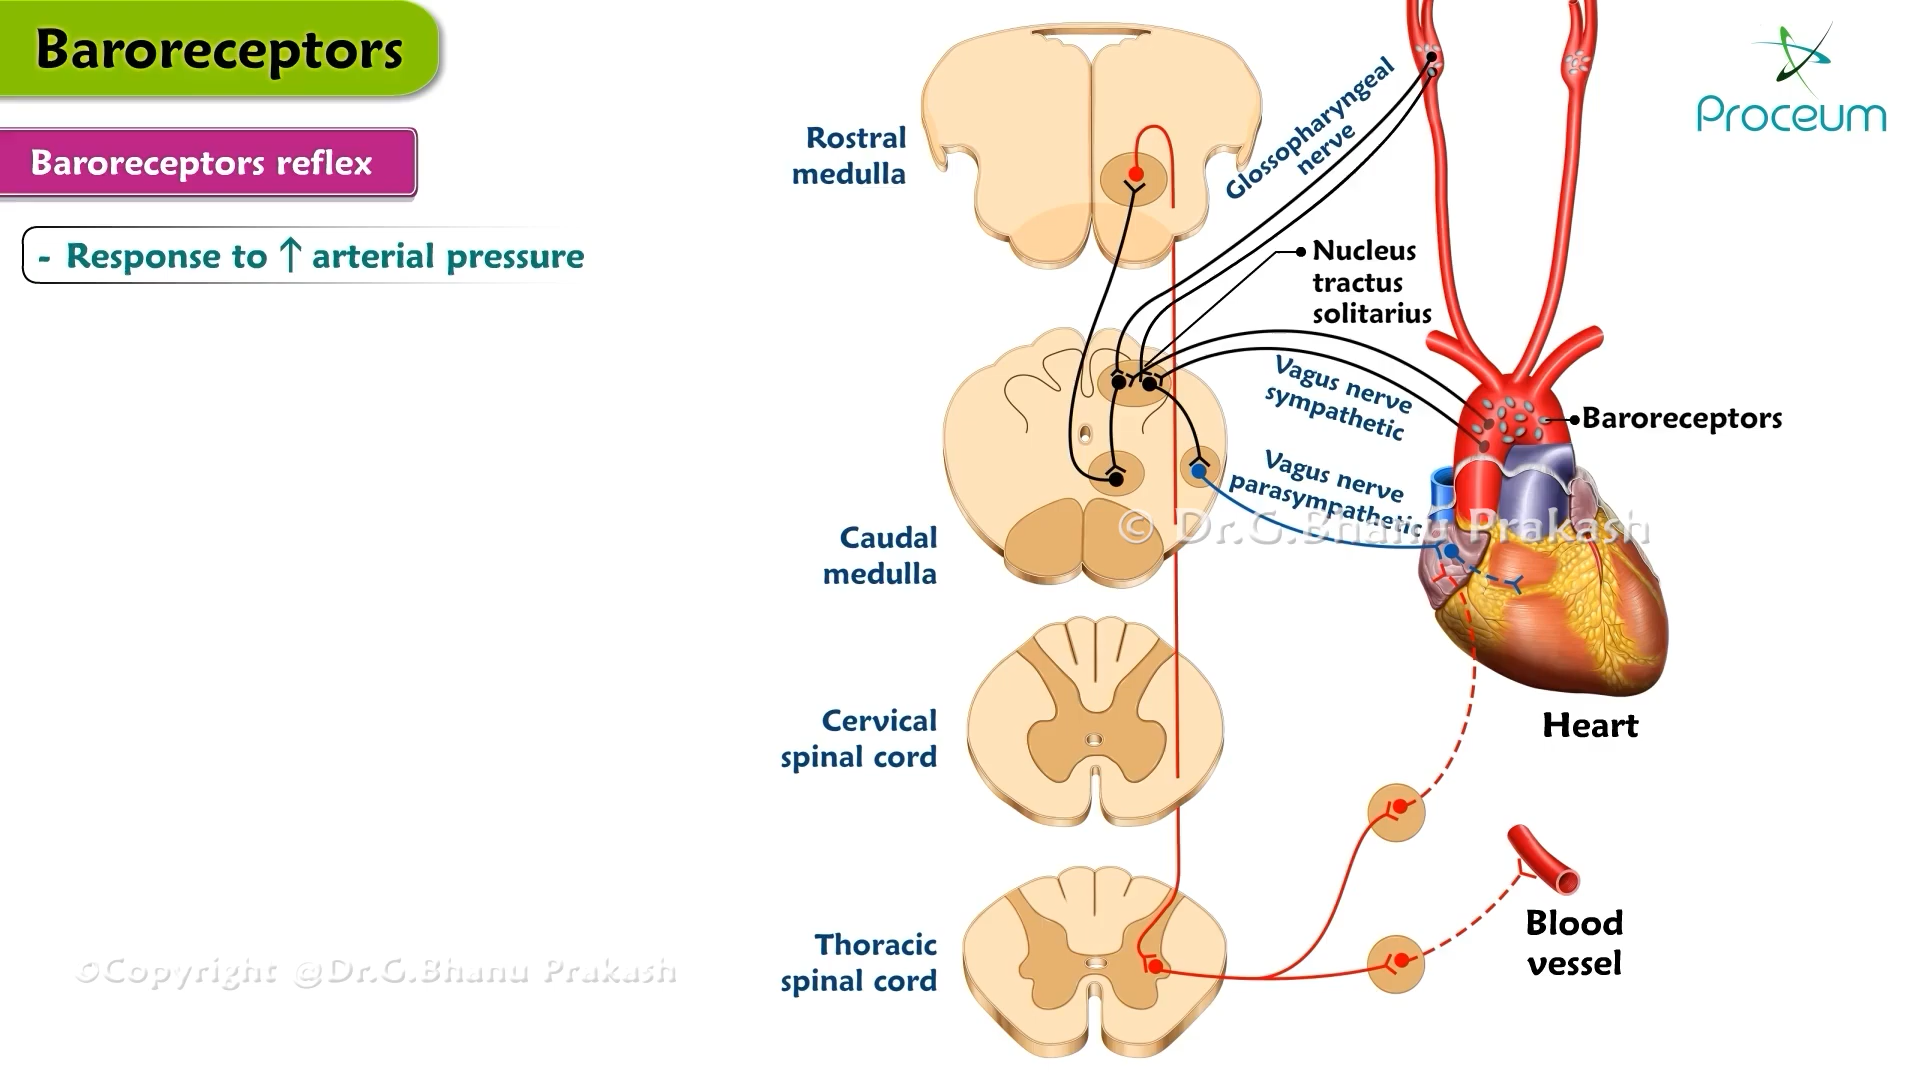 Baroreceptors
Baroreceptors reflex
- Response to ↑ arterial pressure
Proceum
Rostral
medulla
Glossopharyngeal
nerve
Nucleus
tractus
solitarius
Vagus nerve
sympathetic
Baroreceptors
Vagus nerve
parasympathetic
© Dr.G.Bhanu Prakash
Caudal
medulla
Cervical
spinal cord
Heart
Blood
vessel
Thoracic
spinal cord
©Copyright @Dr.G.Bhanu Prakash